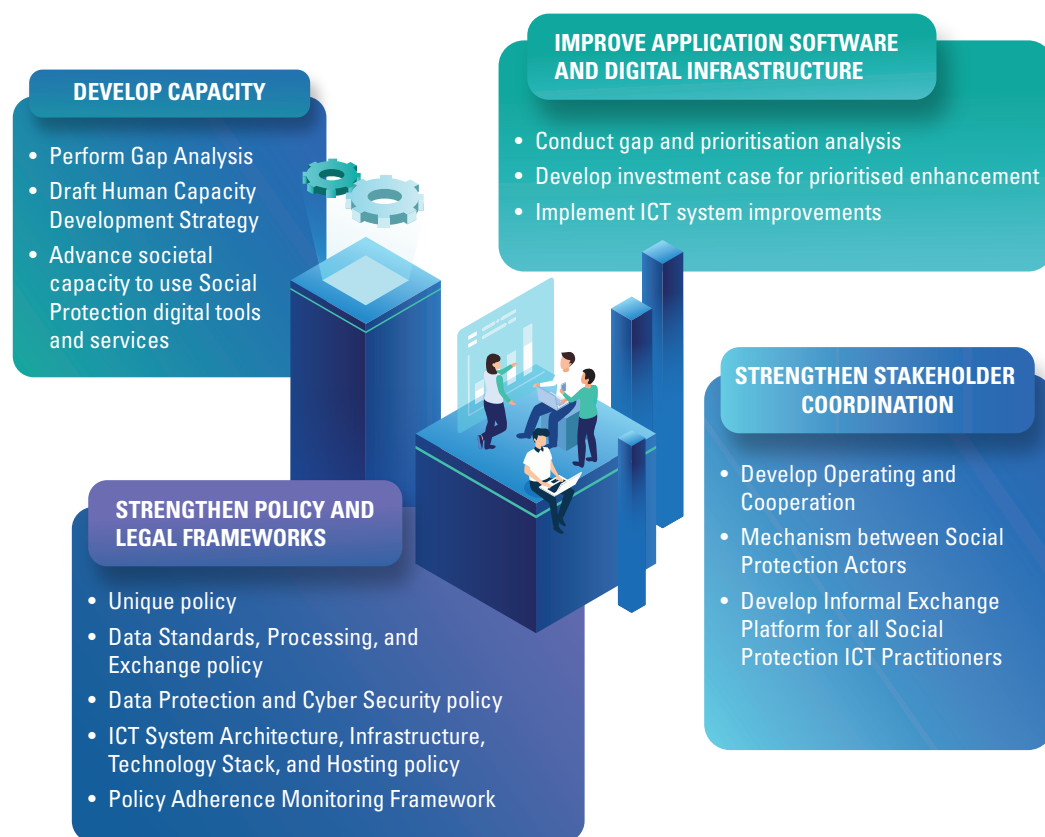 DEVELOP CAPACITY
• Perform Gap Analysis
• Draft Human Capacity
Development Strategy
• Advance societal
capacity to use Social
Protection digital tools
and services
IMPROVE APPLICATION SOFTWARE
AND DIGITAL INFRASTRUCTURE
• Conduct gap and prioritisation analysis
• Develop investment case for prioritised enhancement
• Implement ICT system improvements
STRENGTHEN STAKEHOLDER
COORDINATION
• Develop Operating and
Cooperation
• Mechanism between Social
Protection Actors
• Develop Informal Exchange
Platform for all Social
Protection ICT Practitioners
STRENGTHEN POLICY AND
LEGAL FRAMEWORKS
• Unique policy
• Data Standards, Processing, and
Exchange policy
• Data Protection and Cyber Security policy
• ICT System Architecture, Infrastructure,
Technology Stack, and Hosting policy
• Policy Adherence Monitoring Framework